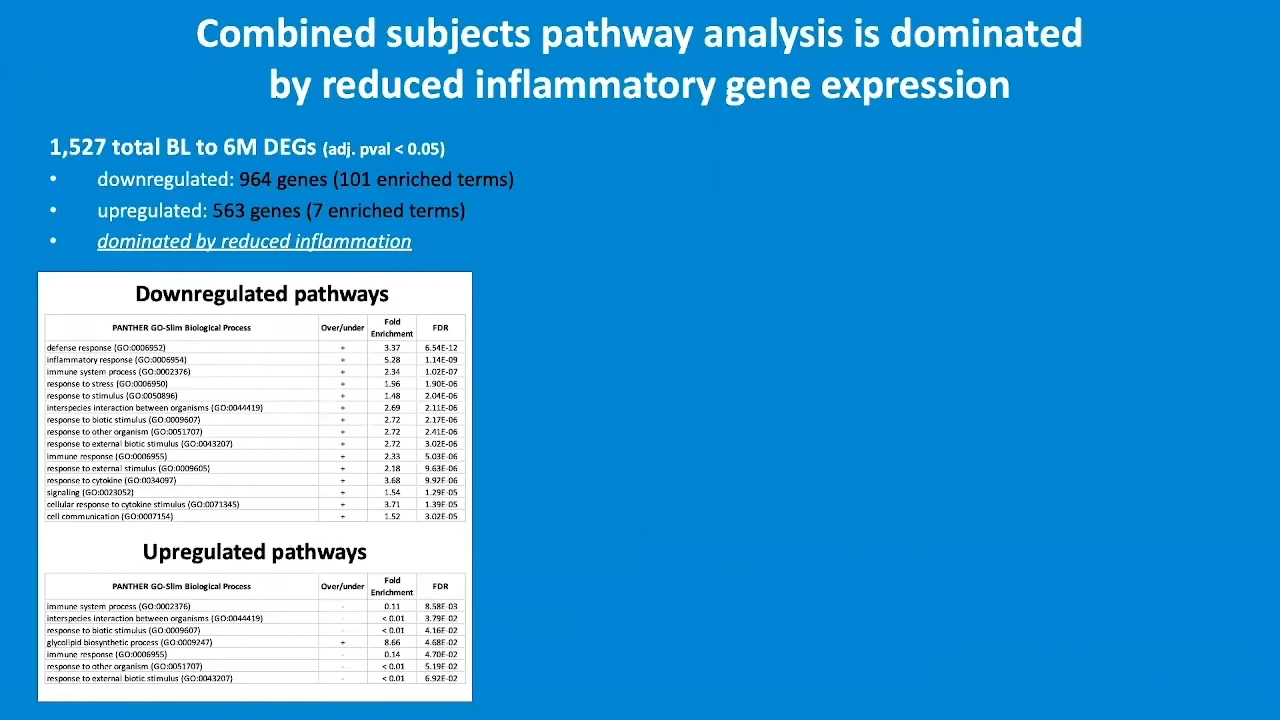 Combined subjects pathway analysis is dominated
by reduced inflammatory gene expression
1,527 total BL to 6M DEGs (adj. pval < 0.05)
• downregulated: 964 genes (101 enriched terms)
• upregulated: 563 genes (7 enriched terms)
• dominated by reduced inflammation
Downregulated pathways
PANTHER GO-Slim Biological Process Over/under Fold Enrichment FDR
defense response (GO:0006952) + 3.37 6.54E-12
inflammatory response (GO:0006954) + 5.28 1.14E-09
immune system process (GO:0002376) + 2.34 1.02E-07
response to stress (GO:0006950) + 1.96 1.90E-06
response to stimulus (GO:0050896) + 1.48 2.04E-06
interspecies interaction between organisms (GO:0044419) + 2.69 2.11E-06
response to biotic stimulus (GO:0009607) + 2.72 2.17E-06
response to other organism (GO:0051707) + 2.72 2.41E-06
response to external biotic stimulus (GO:0043207) + 2.72 3.02E-06
immune response (GO:0006955) + 2.33 5.03E-06
response to external stimulus (GO:0009605) + 2.18 9.63E-06
response to cytokine (GO:0034097) + 3.68 9.92E-06
signaling (GO:0023052) + 1.54 1.29E-05
cellular response to cytokine stimulus (GO:0071345) + 3.71 1.39E-05
cell communication (GO:0007154) + 1.52 3.02E-05
Upregulated pathways
PANTHER GO-Slim Biological Process Over/under Fold Enrichment FDR
immune system process (GO:0002376) - 0.11 8.58E-03
interspecies interaction between organisms (GO:0044419) - < 0.01 3.79E-02
response to biotic stimulus (GO:0009607) - < 0.01 4.16E-02
glycolipid biosynthetic process (GO:0009247) + 8.66 4.68E-02
immune response (GO:0006955) - 0.14 4.70E-02
response to other organism (GO:0051707) - < 0.01 5.19E-02
response to external biotic stimulus (GO:0043207) - < 0.01 6.92E-02